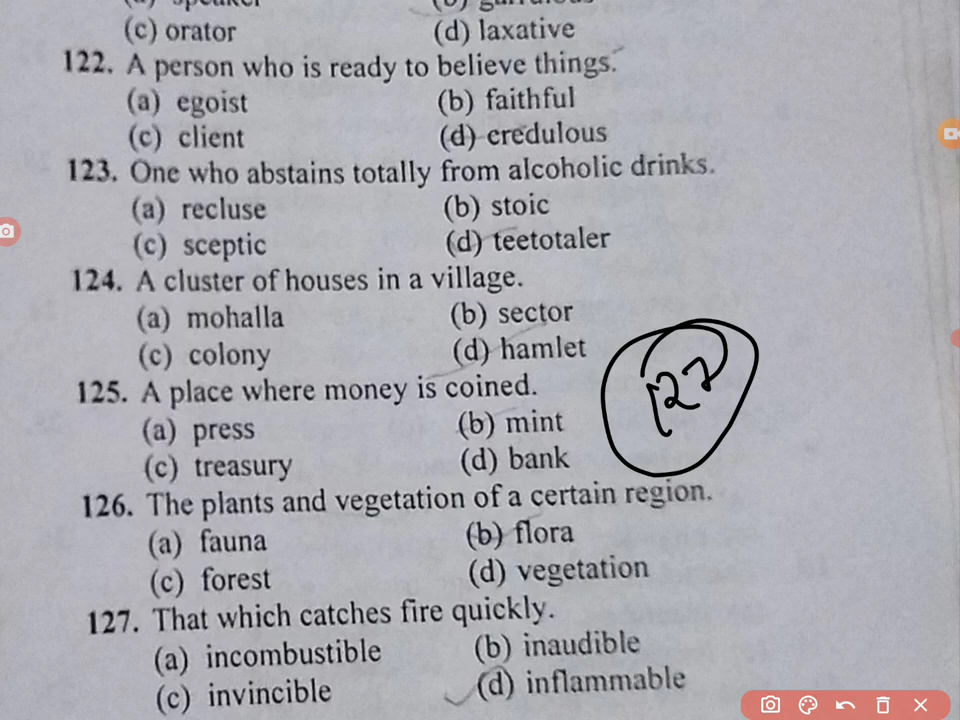 (c) orator (d) laxative
122. A person who is ready to believe things.
(a) egoist (b) faithful
(c) client (d) credulous
123. One who abstains totally from alcoholic drinks.
(a) recluse (b) stoic
(c) sceptic (d) teetotaler
124. A cluster of houses in a village.
(a) mohalla (b) sector
(c) colony (d) hamlet
125. A place where money is coined.
(a) press (b) mint
(c) treasury (d) bank
127
126. The plants and vegetation of a certain region.
(a) fauna (b) flora
(c) forest (d) vegetation
127. That which catches fire quickly.
(a) incombustible (b) inaudible
(c) invincible (d) inflammable